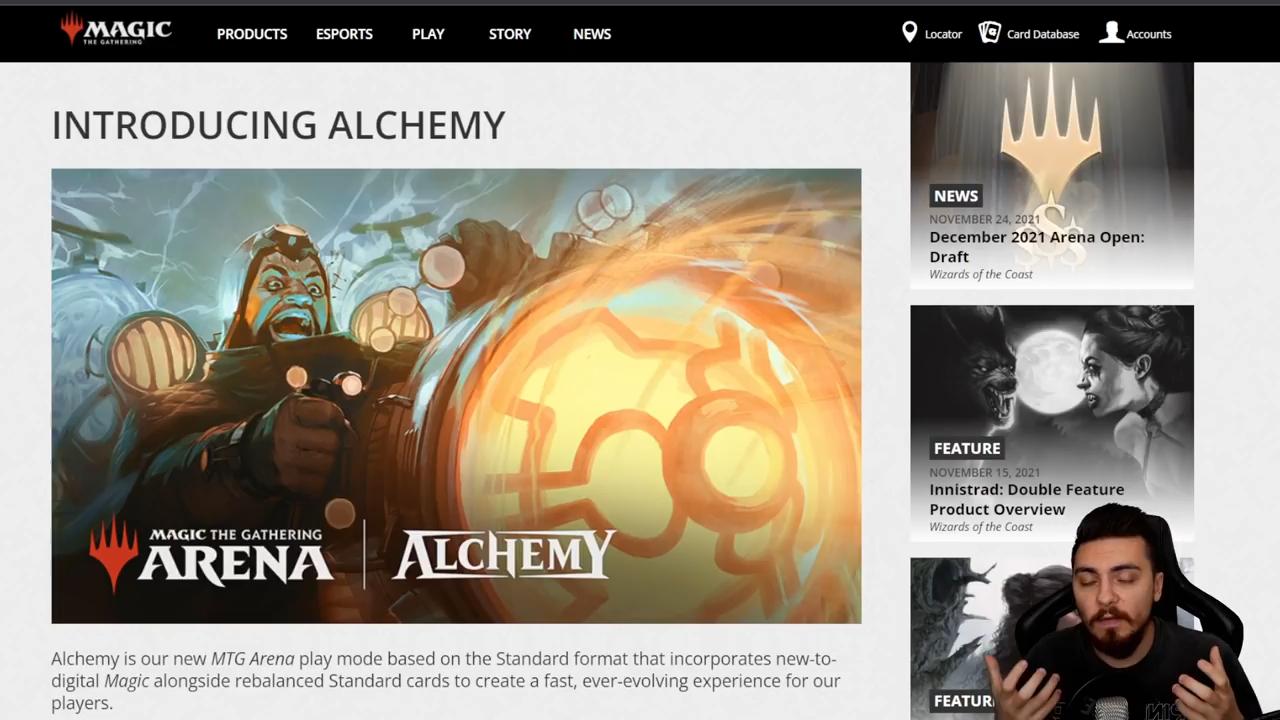 MAGIC
THE GATHERING
PRODUCTS
ESPORTS
PLAY
STORY
NEWS
Locator
Card Database
Accounts
INTRODUCING ALCHEMY
MAGIC THE GATHERING
ARENA
ALCHEMY
Alchemy is our new MTG Arena play mode based on the Standard format that incorporates new-to-
digital Magic alongside rebalanced Standard cards to create a fast, ever-evolving experience for our
players.
NEWS
NOVEMBER 24, 2021
December 2021 Arena Open:
Draft
Wizards of the Coast
FEATURE
NOVEMBER 15, 2021
Innistrad: Double Feature
Product Overview
Wizards of the Coast